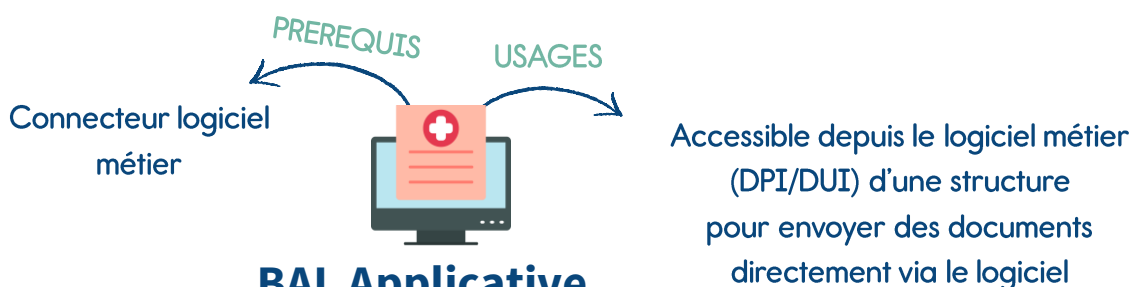 PREREQUIS
USAGES
Connecteur logiciel
métier
Accessible depuis le logiciel métier
(DPI/DUI) d'une structure
pour envoyer des documents
directement via le logiciel
BAL Applicative